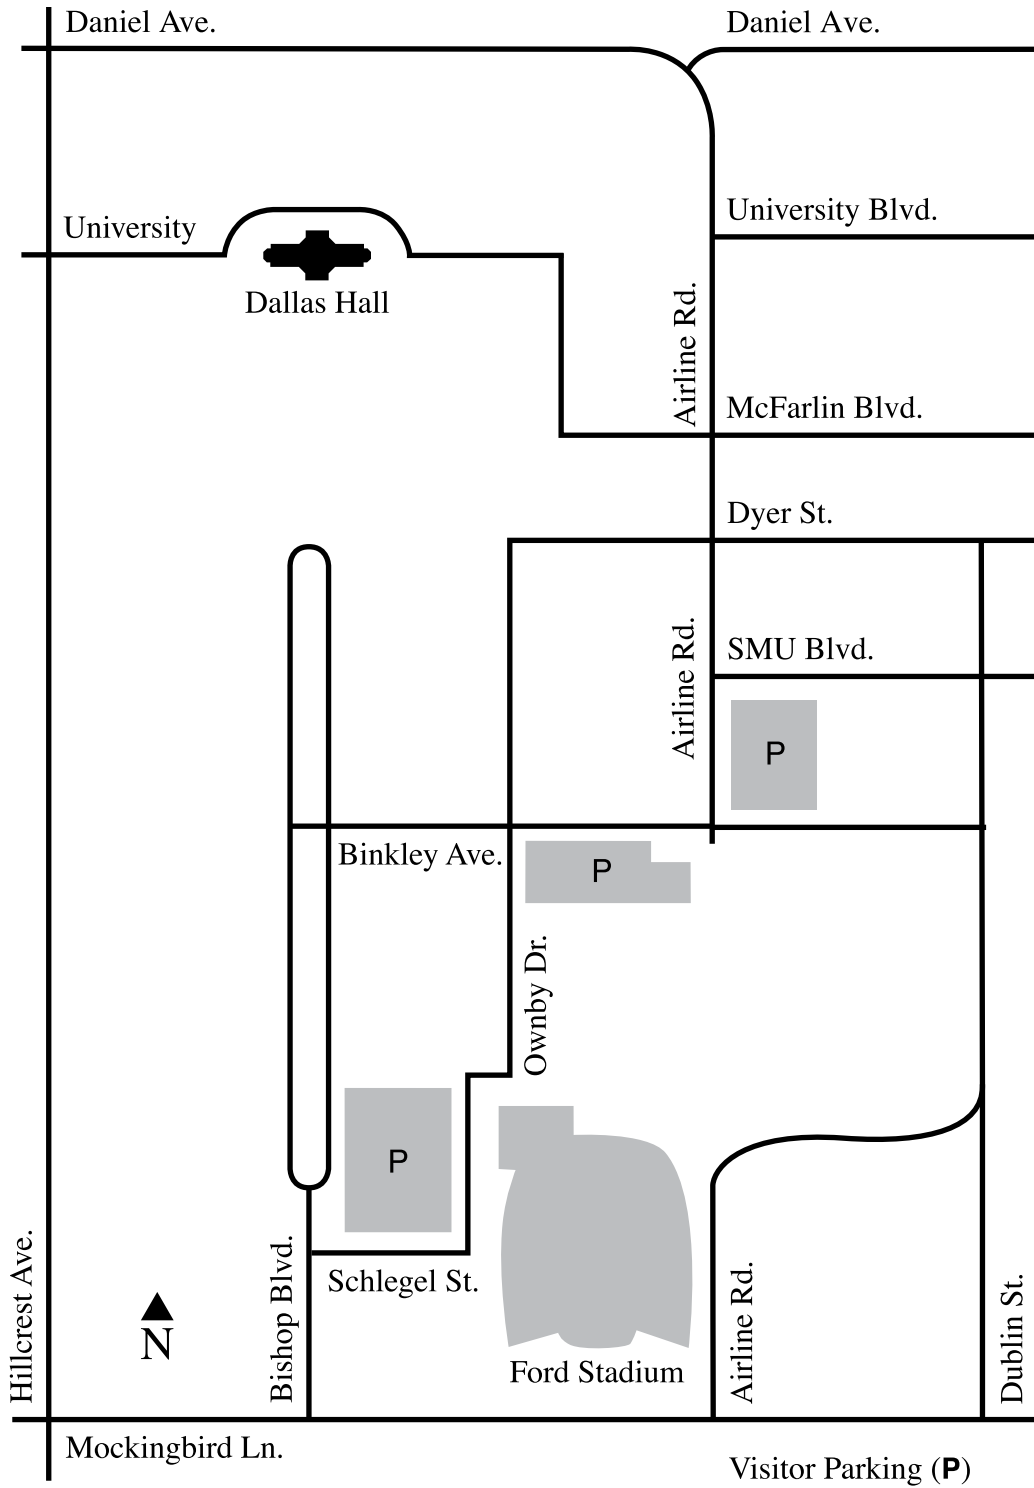 Daniel Ave.
Daniel Ave.
University
University Blvd.
Dallas Hall
Airline Rd.
McFarlin Blvd.
Dyer St.
Airline Rd.
SMU Blvd.
P
Binkley Ave.
P
Ownby Dr.
P
Hillcrest Ave.
N
Bishop Blvd.
Schlegel St.
Ford Stadium
Airline Rd.
Dublin St.
Mockingbird Ln.
Visitor Parking (P)